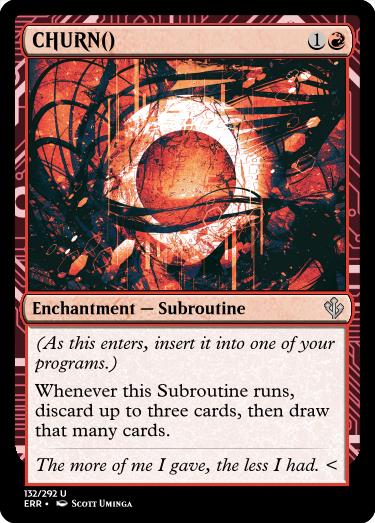 CHURN() 1
Enchantment — Subroutine
(As this enters, insert it into one of your
programs.)
Whenever this Subroutine runs,
discard up to three cards, then draw
that many cards.
The more of me I gave, the less I had. <
132/292 U
ERR • Scott Uminga